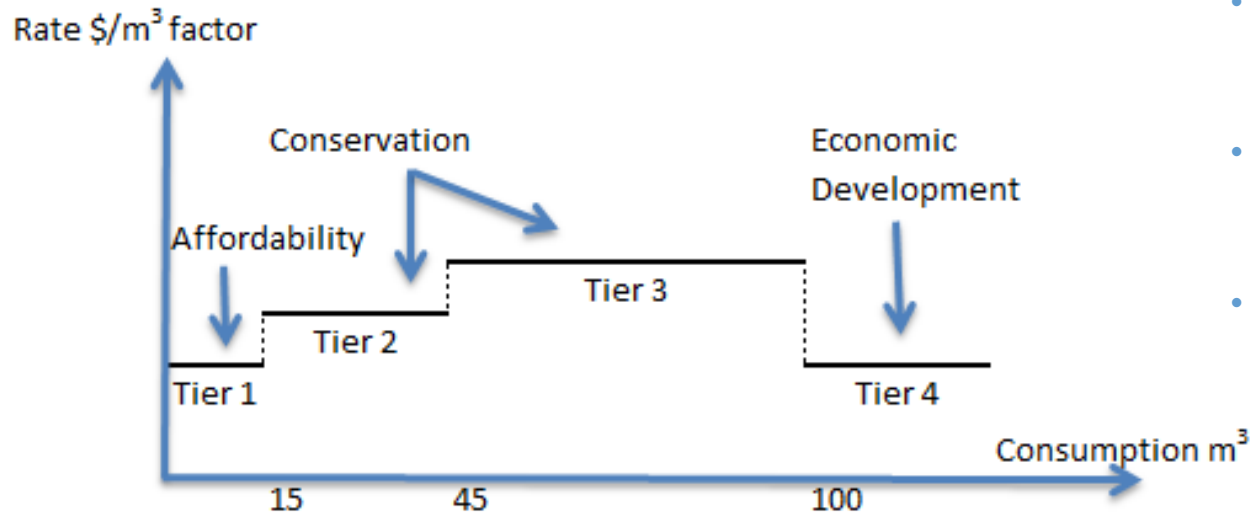 Rate $/m³ factor
Conservation
Economic
Development
Affordability
Tier 3
Tier 2
Tier 1
Tier 4
Consumption m³
15
45
100